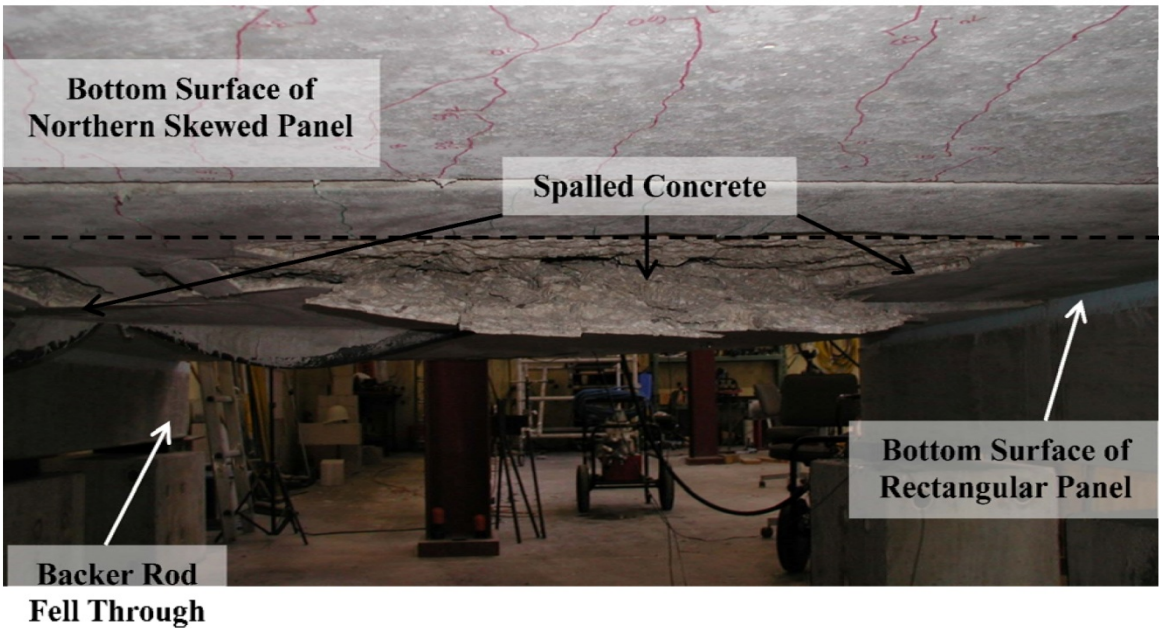 Bottom Surface of
Northern Skewed Panel
Spalled Concrete
Bottom Surface of
Rectangular Panel
Backer Rod
Fell Through